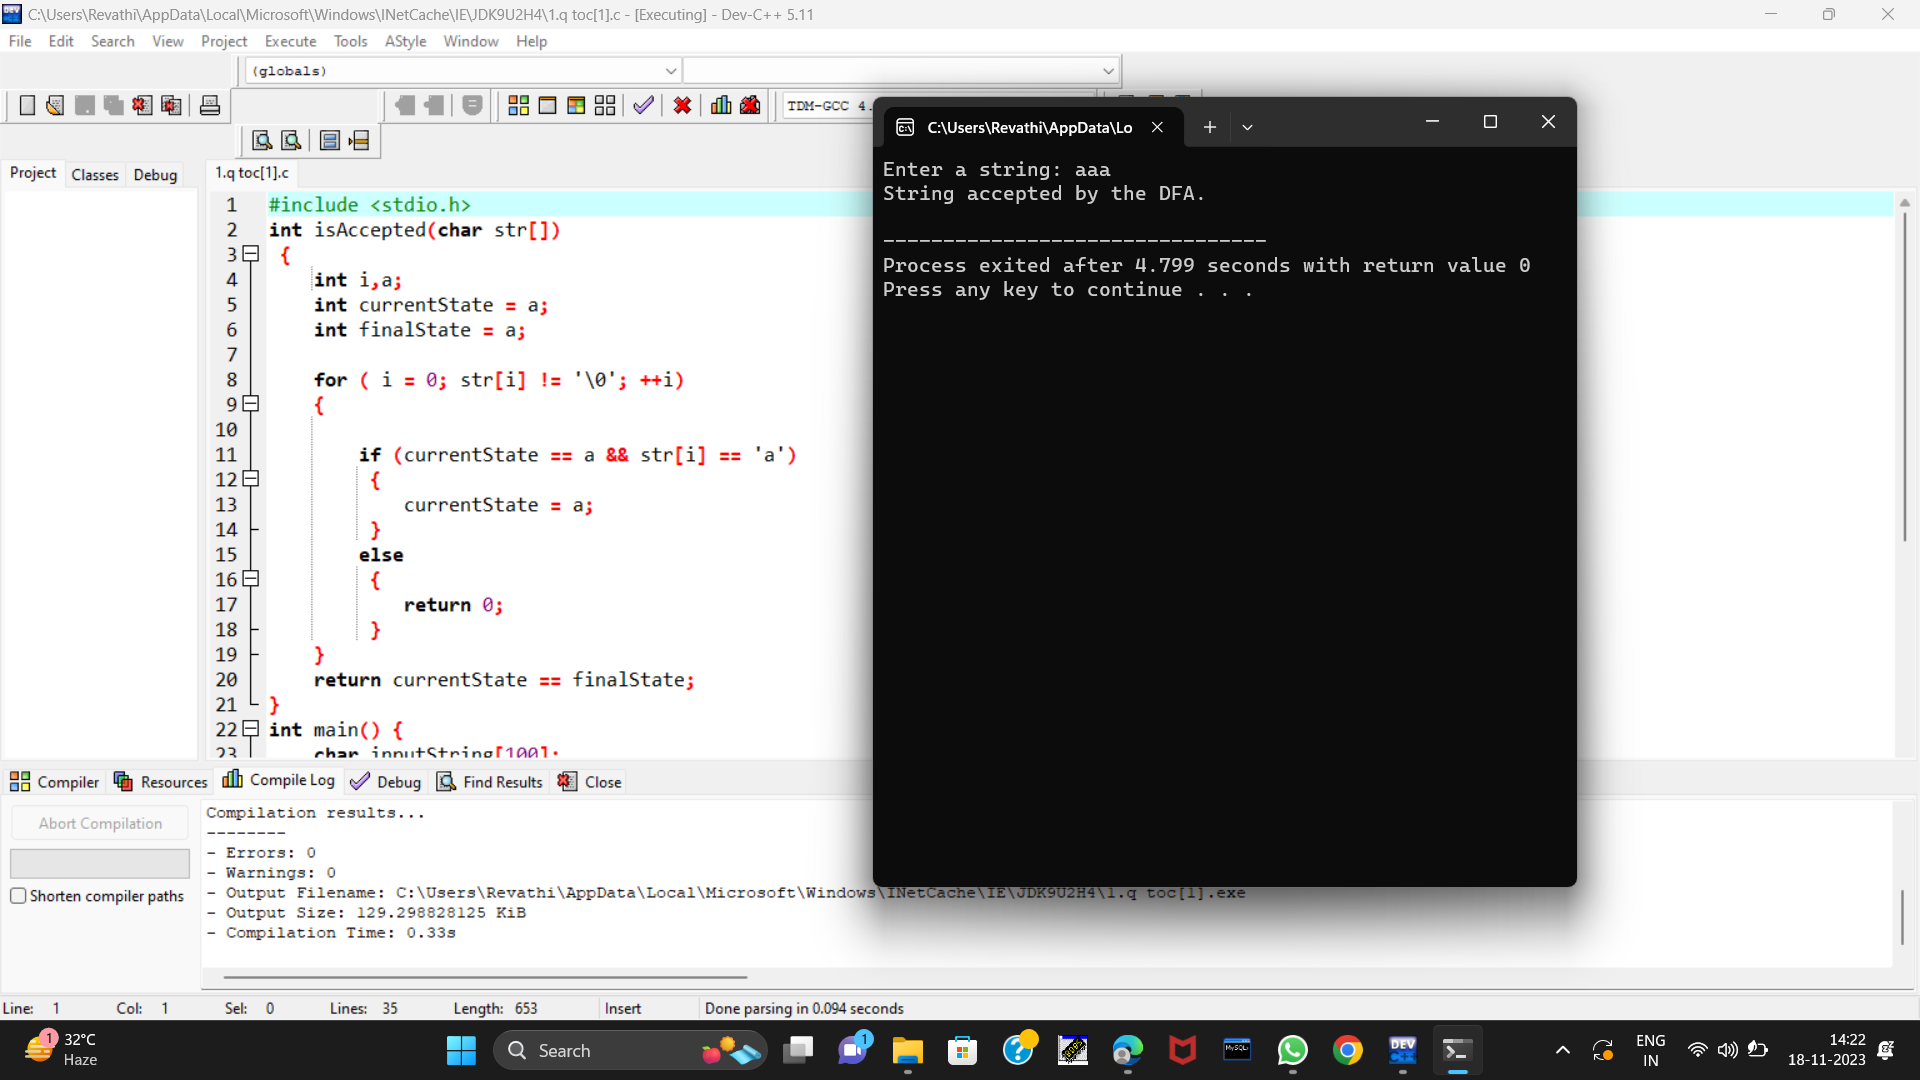 C:\Users\Revathi\AppData\Local\Microsoft\Windows\INetCache\IE\JDK9U2H4\1.q toc[1].c - [Executing] - Dev-C++ 5.11
File Edit Search View Project Execute Tools AStyle Window Help
(globals)
TDM-GCC 4.
Project Classes Debug
1.q toc[1].c
1 #include <stdio.h>
2 int isAccepted(char str[])
3 {
4 int i,a;
5 int currentState = a;
6 int finalState = a;
7
8 for ( i = 0; str[i] != '\0'; ++i)
9 {
10
11 if (currentState == a && str[i] == 'a')
12 {
13 currentState = a;
14 }
15 else
16 {
17 return 0;
18 }
19 }
20 return currentState == finalState;
21 }
22 int main() {
23 char inputString[100];
C:\Users\Revathi\AppData\Lo
Enter a string: aaa
String accepted by the DFA.
--------------------------------
Process exited after 4.799 seconds with return value 0
Press any key to continue . . .
Compiler Resources Compile Log Debug Find Results Close
Abort Compilation
Shorten compiler paths
Compilation results...
--------
- Errors: 0
- Warnings: 0
- Output Filename: C:\Users\Revathi\AppData\Local\Microsoft\Windows\INetCache\IE\JDK9U2H4\1.q toc[1].exe
- Output Size: 129.298828125 KiB
- Compilation Time: 0.33s
Line: 1 Col: 1 Sel: 0 Lines: 35 Length: 653 Insert Done parsing in 0.094 seconds
1
32°C
Haze
Search
1
MySQL
DEV
C++
ENG
IN
14:22
18-11-2023